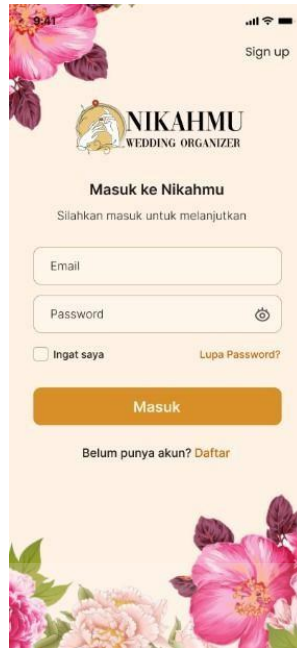 9:41
Sign up
NIKAHMU
WEDDING ORGANIZER
Masuk ke Nikahmu
Silahkan masuk untuk melanjutkan
Email
Password
Ingat saya Lupa Password?
Masuk
Belum punya akun? Daftar